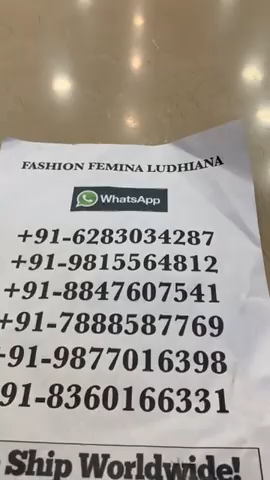 FASHION FEMINA LUDHIANA
WhatsApp
+91-6283034287
+91-9815564812
+91-8847607541
+91-7888587769
+91-9877016398
91-8360166331
Ship Worldwide!